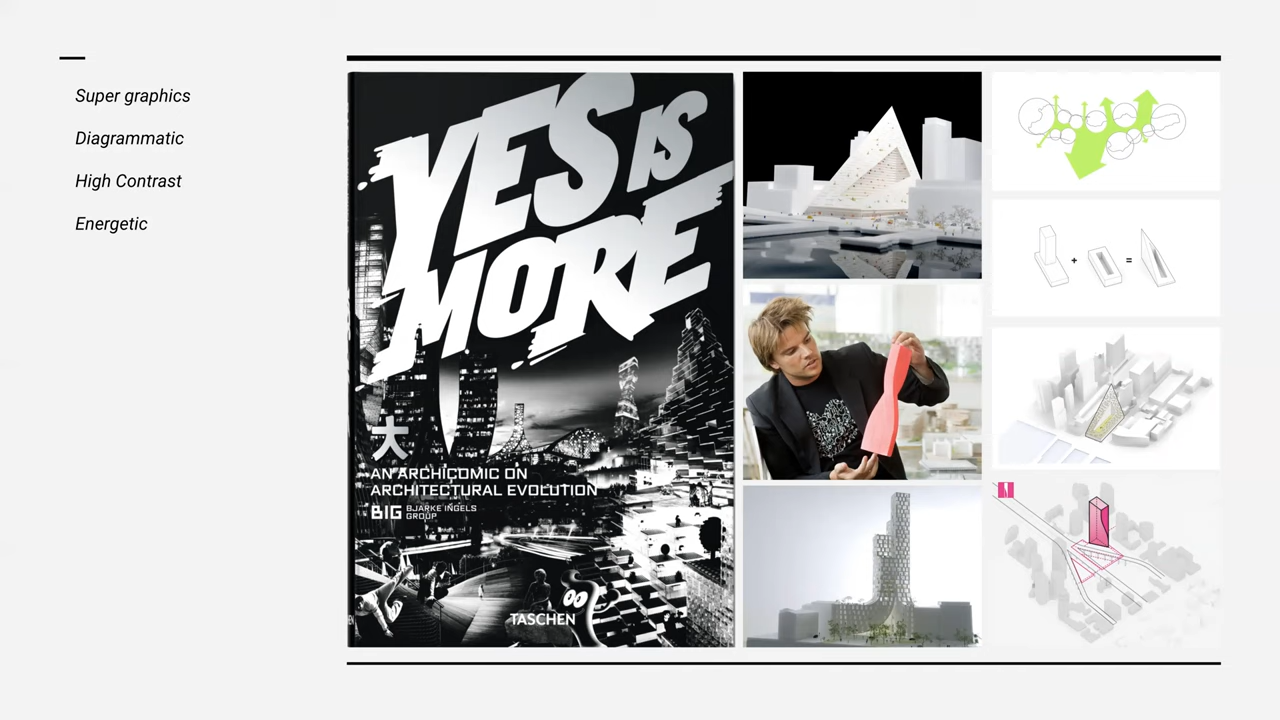 Super graphics
Diagrammatic
High Contrast
Energetic
YES IS
MORE
大
AN ARCHICOMIC ON
ARCHITECTURAL EVOLUTION
BIG BJARKE INGELS
GROUP
TASCHEN
+ =